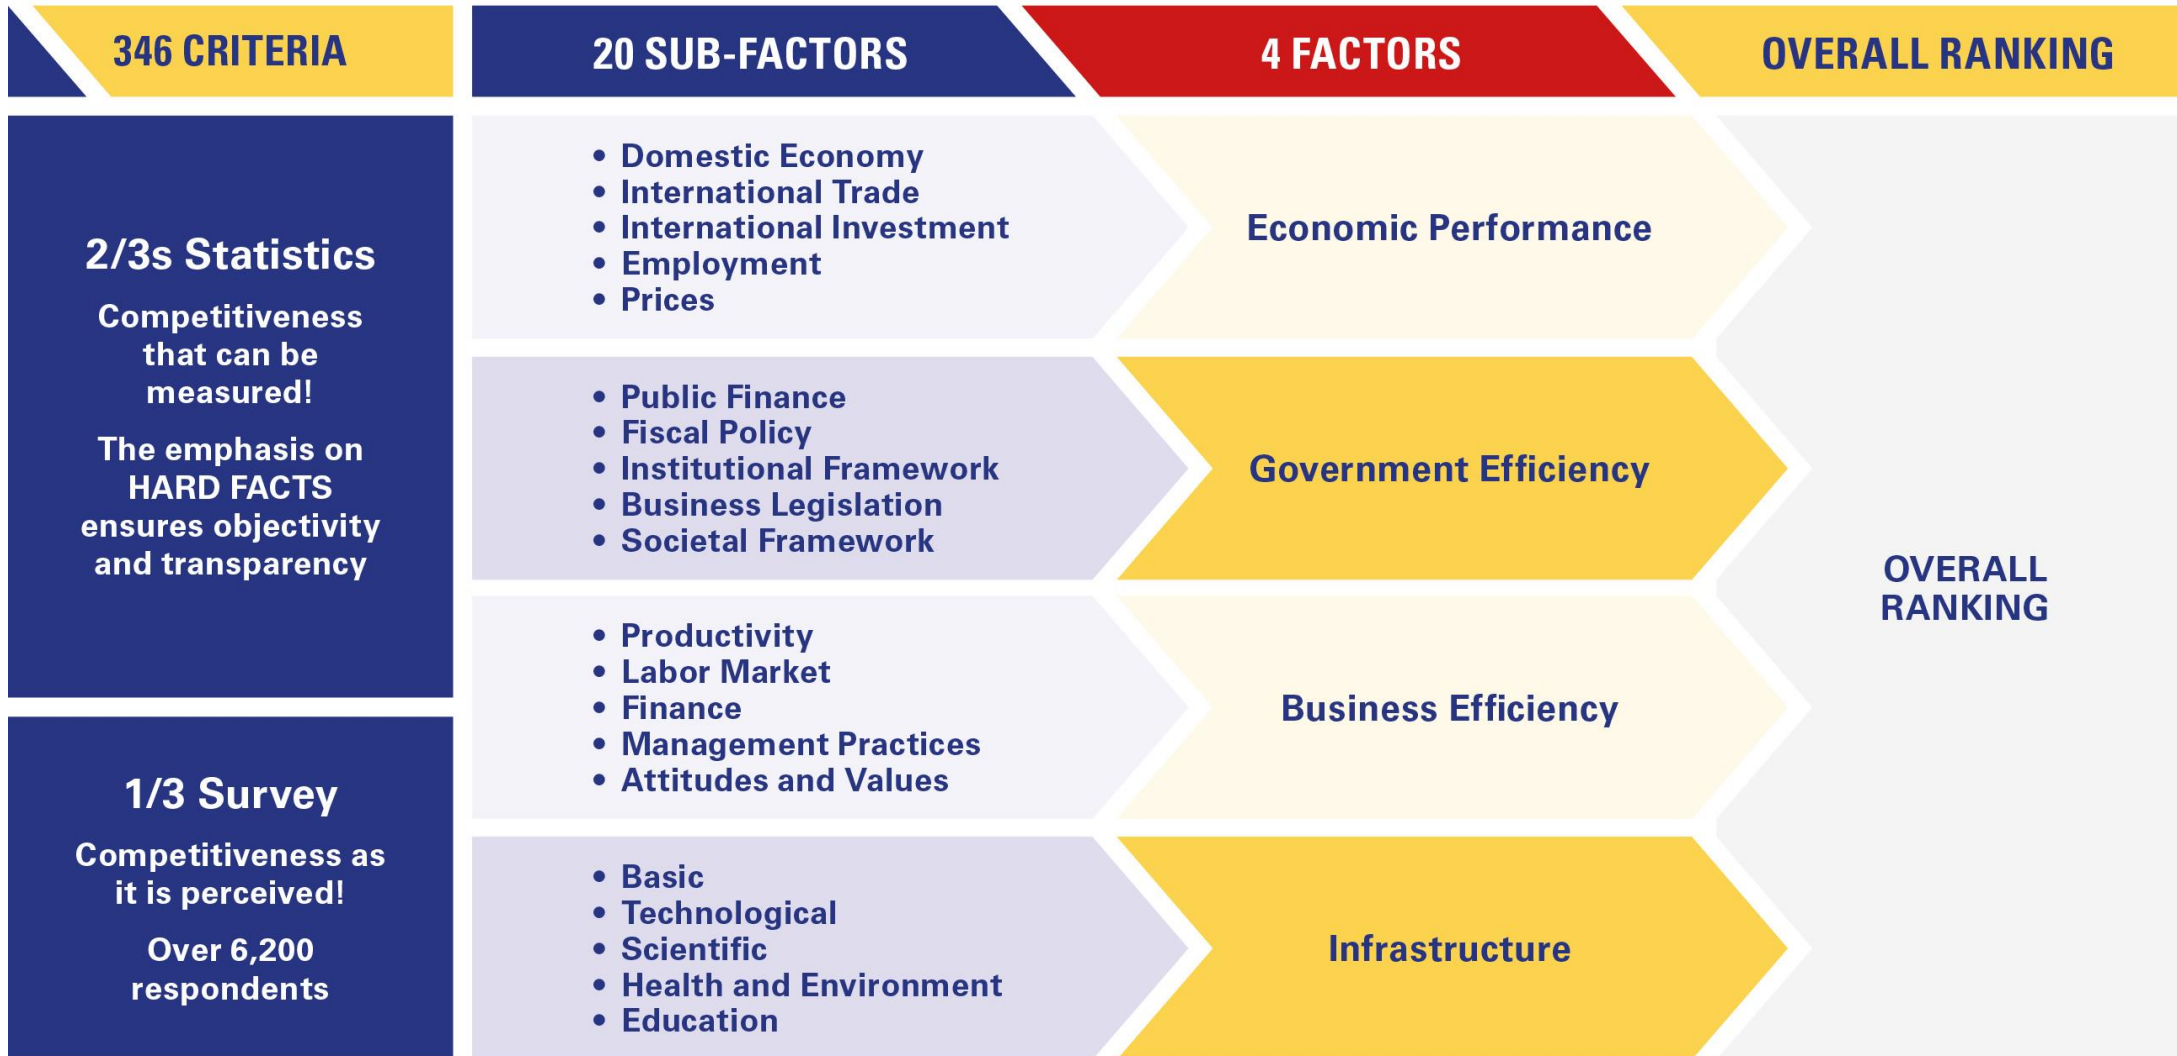 346 CRITERIA
20 SUB-FACTORS
4 FACTORS
OVERALL RANKING
2/3s Statistics
Competitiveness
that can be
measured!
The emphasis on
HARD FACTS
ensures objectivity
and transparency
1/3 Survey
Competitiveness as
it is perceived!
Over 6,200
respondents
• Domestic Economy
• International Trade
• International Investment
• Employment
• Prices
Economic Performance
• Public Finance
• Fiscal Policy
• Institutional Framework
• Business Legislation
• Societal Framework
Government Efficiency
• Productivity
• Labor Market
• Finance
• Management Practices
• Attitudes and Values
Business Efficiency
• Basic
• Technological
• Scientific
• Health and Environment
• Education
Infrastructure
OVERALL
RANKING